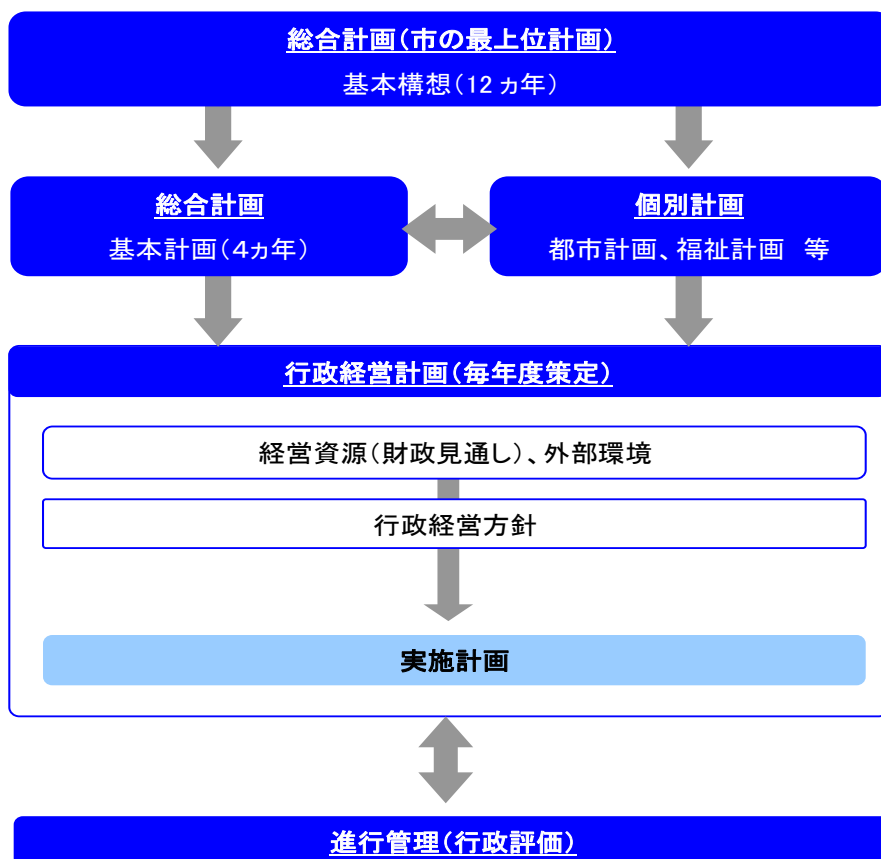 総合計画（市の最上位計画）
基本構想（12ヵ年）
総合計画
基本計画（4ヵ年）
個別計画
都市計画、福祉計画　等
行政経営計画（毎年度策定）
経営資源（財政見通し）、外部環境
行政経営方針
実施計画
進行管理（行政評価）